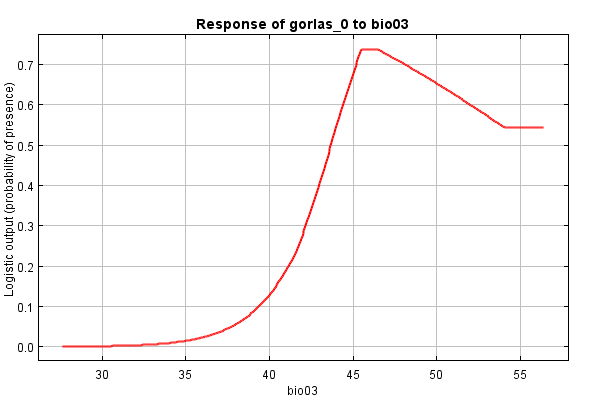 Response of gorlas_0 to bio03
Logistic output (probability of presence)
0.7
0.6
0.5
0.4
0.3
0.2
0.1
0.0
30 35 40 45 50 55
bio03